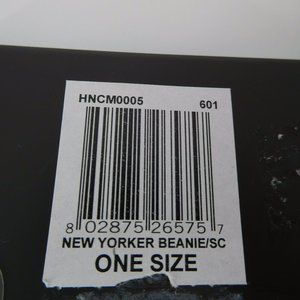 HNCM0005 601
8 02875 26575 7
NEW YORKER BEANIE/SC
ONE SIZE